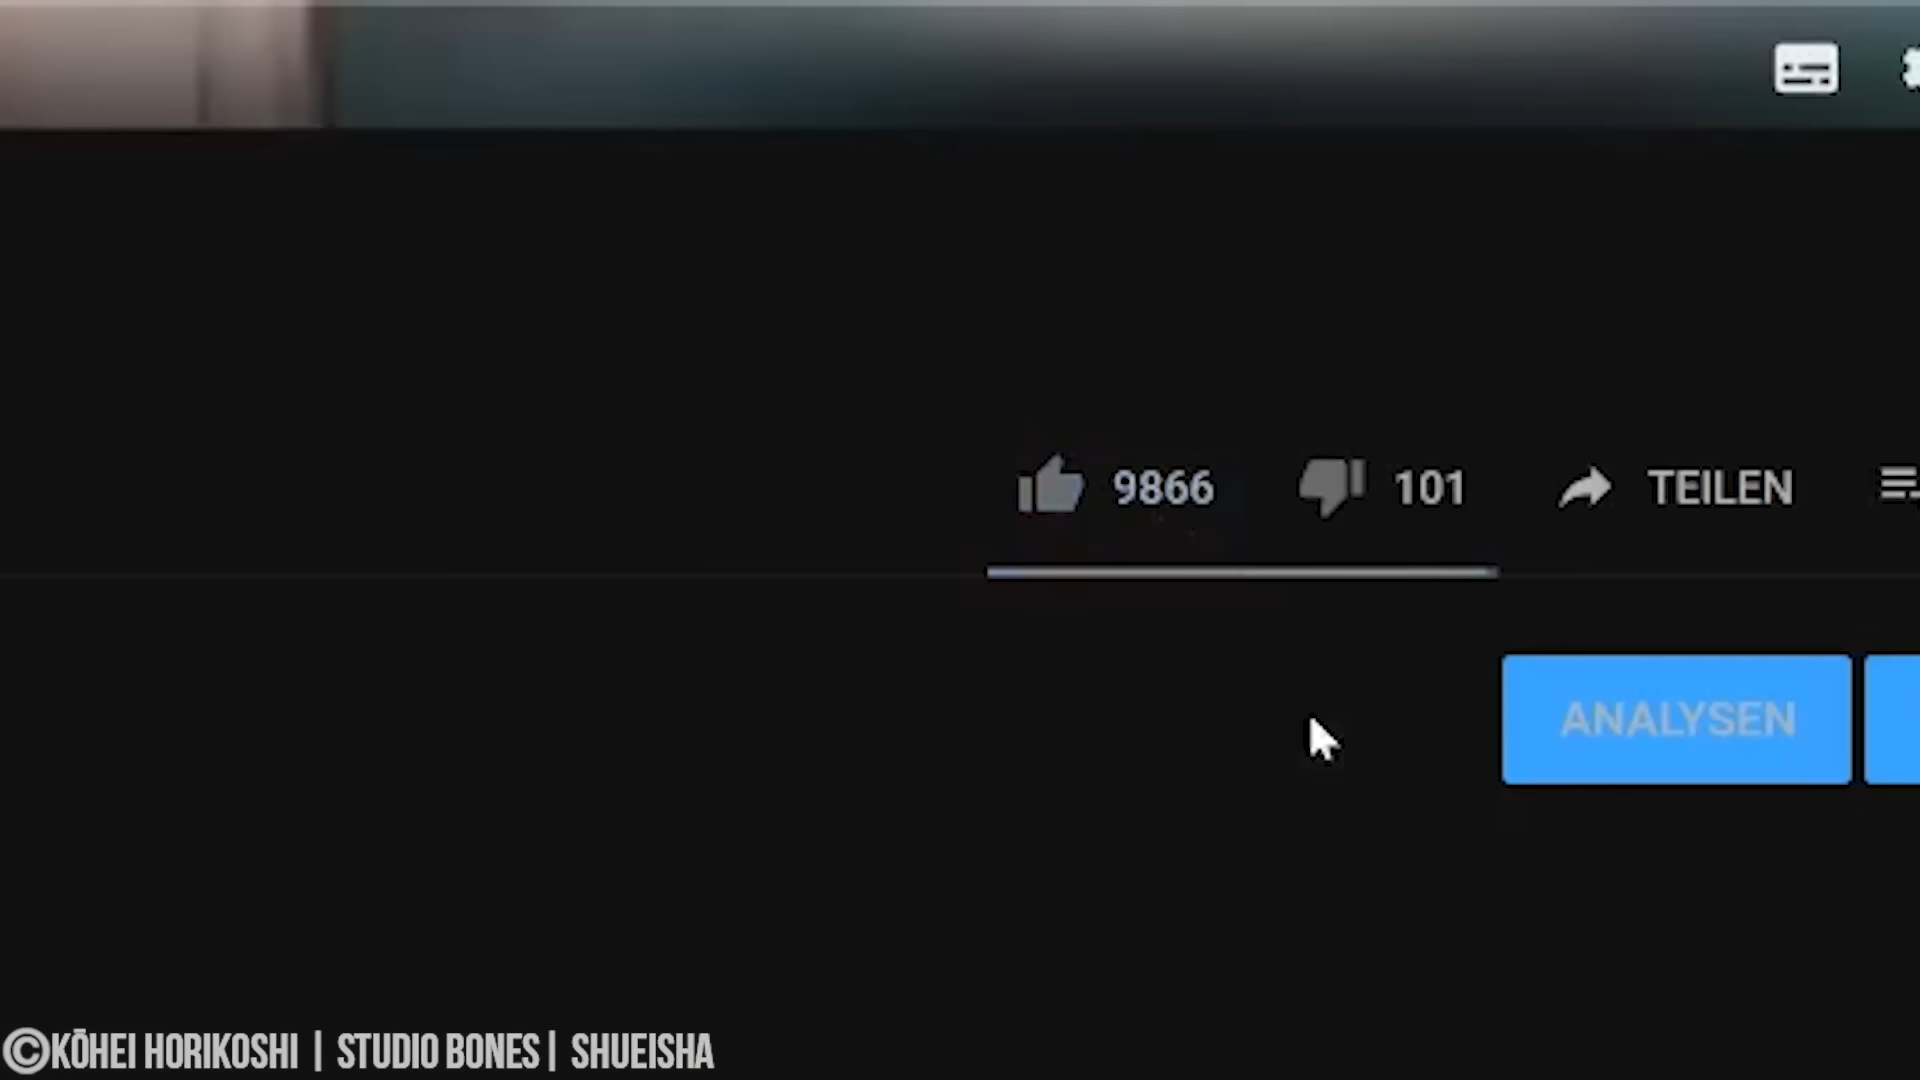 9866 101 TEILEN
ANALYSEN
©KŌHEI HORIKOSHI | STUDIO BONES | SHUEISHA